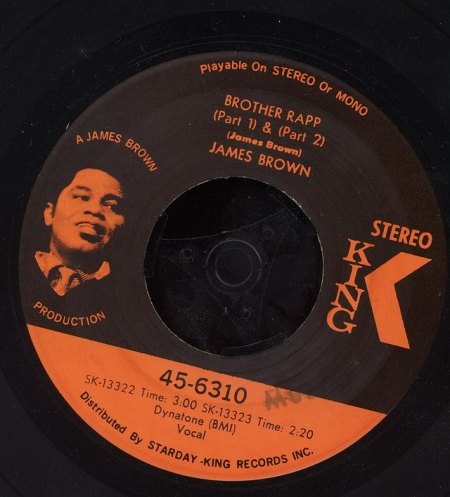 Playable On STEREO Or MONO
BROTHER RAPP
(Part 1) & (Part 2)
(James Brown)
JAMES BROWN
A JAMES BROWN
PRODUCTION
STEREO
KING
45-6310
SK-13322 Time: 3:00 SK-13323 Time: 2:20
Dynatone (BMI)
Vocal
Distributed By STARDAY-KING RECORDS INC.